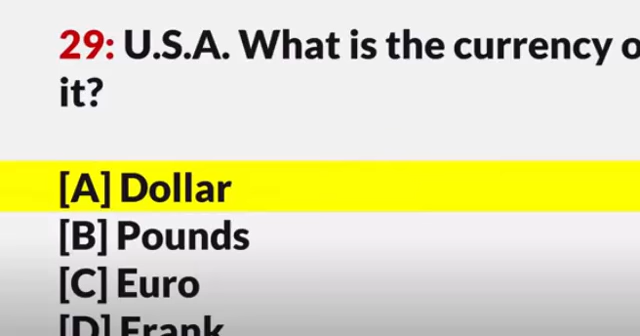 29: U.S.A. What is the currency o
it?
[A] Dollar
[B] Pounds
[C] Euro
[D] Frank